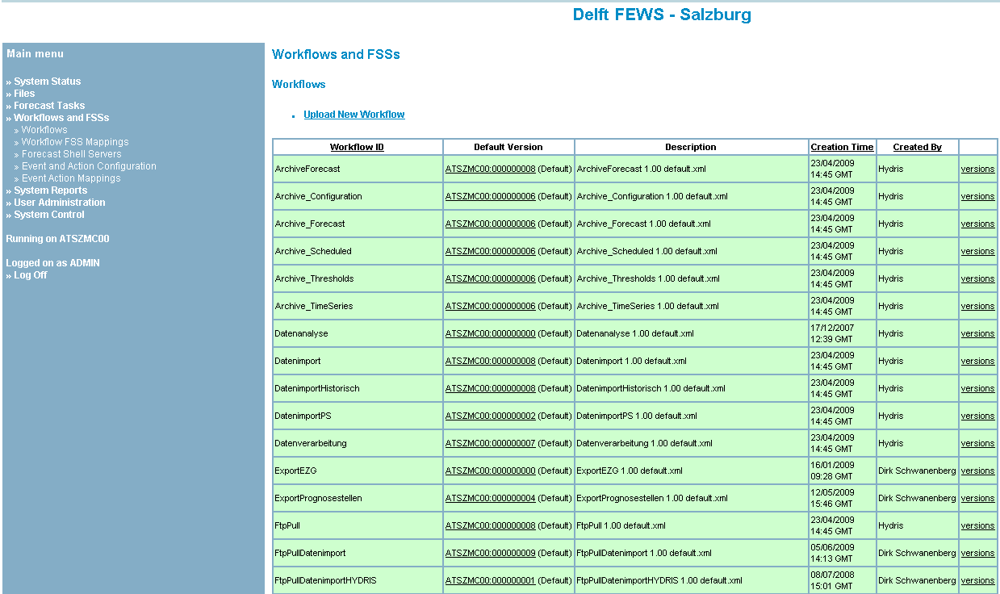 Delft FEWS - Salzburg
Main menu
» System Status
» Files
» Forecast Tasks
» Workflows and FSSs
» Workflows
» Workflow FSS Mappings
» Forecast Shell Servers
» Event and Action Configuration
» Event Action Mappings
» System Reports
» User Administration
» System Control
Running on ATSZMC00
Logged on as ADMIN
» Log Off
Workflows and FSSs
Workflows
• Upload New Workflow
Workflow ID Default Version Description Creation Time Created By
ArchiveForecast ATSZMC00:000000008 (Default) ArchiveForecast 1.00 default.xml 23/04/2009 14:45 GMT Hydris versions
Archive_Configuration ATSZMC00:000000006 (Default) Archive_Configuration 1.00 default.xml 23/04/2009 14:45 GMT Hydris versions
Archive_Forecast ATSZMC00:000000006 (Default) Archive_Forecast 1.00 default.xml 23/04/2009 14:45 GMT Hydris versions
Archive_Scheduled ATSZMC00:000000006 (Default) Archive_Scheduled 1.00 default.xml 23/04/2009 14:45 GMT Hydris versions
Archive_Thresholds ATSZMC00:000000006 (Default) Archive_Thresholds 1.00 default.xml 23/04/2009 14:45 GMT Hydris versions
Archive_TimeSeries ATSZMC00:000000006 (Default) Archive_TimeSeries 1.00 default.xml 23/04/2009 14:45 GMT Hydris versions
Datenanalyse ATSZMC00:000000000 (Default) Datenanalyse 1.00 default.xml 17/12/2007 12:39 GMT Hydris versions
Datenimport ATSZMC00:000000008 (Default) Datenimport 1.00 default.xml 23/04/2009 14:45 GMT Hydris versions
DatenimportHistorisch ATSZMC00:000000008 (Default) DatenimportHistorisch 1.00 default.xml 23/04/2009 14:45 GMT Hydris versions
DatenimportPS ATSZMC00:000000002 (Default) DatenimportPS 1.00 default.xml 23/04/2009 14:45 GMT Hydris versions
Datenverarbeitung ATSZMC00:000000007 (Default) Datenverarbeitung 1.00 default.xml 23/04/2009 14:45 GMT Hydris versions
ExportEZG ATSZMC00:000000000 (Default) ExportEZG 1.00 default.xml 16/01/2009 09:28 GMT Dirk Schwanenberg versions
ExportPrognosestellen ATSZMC00:000000004 (Default) ExportPrognosestellen 1.00 default.xml 12/05/2009 15:46 GMT Dirk Schwanenberg versions
FtpPull ATSZMC00:000000008 (Default) FtpPull 1.00 default.xml 23/04/2009 14:45 GMT Hydris versions
FtpPullDatenimport ATSZMC00:000000009 (Default) FtpPullDatenimport 1.00 default.xml 05/06/2009 14:13 GMT Dirk Schwanenberg versions
FtpPullDatenimportHYDRIS ATSZMC00:000000001 (Default) FtpPullDatenimportHYDRIS 1.00 default.xml 08/07/2008 15:01 GMT Dirk Schwanenberg versions